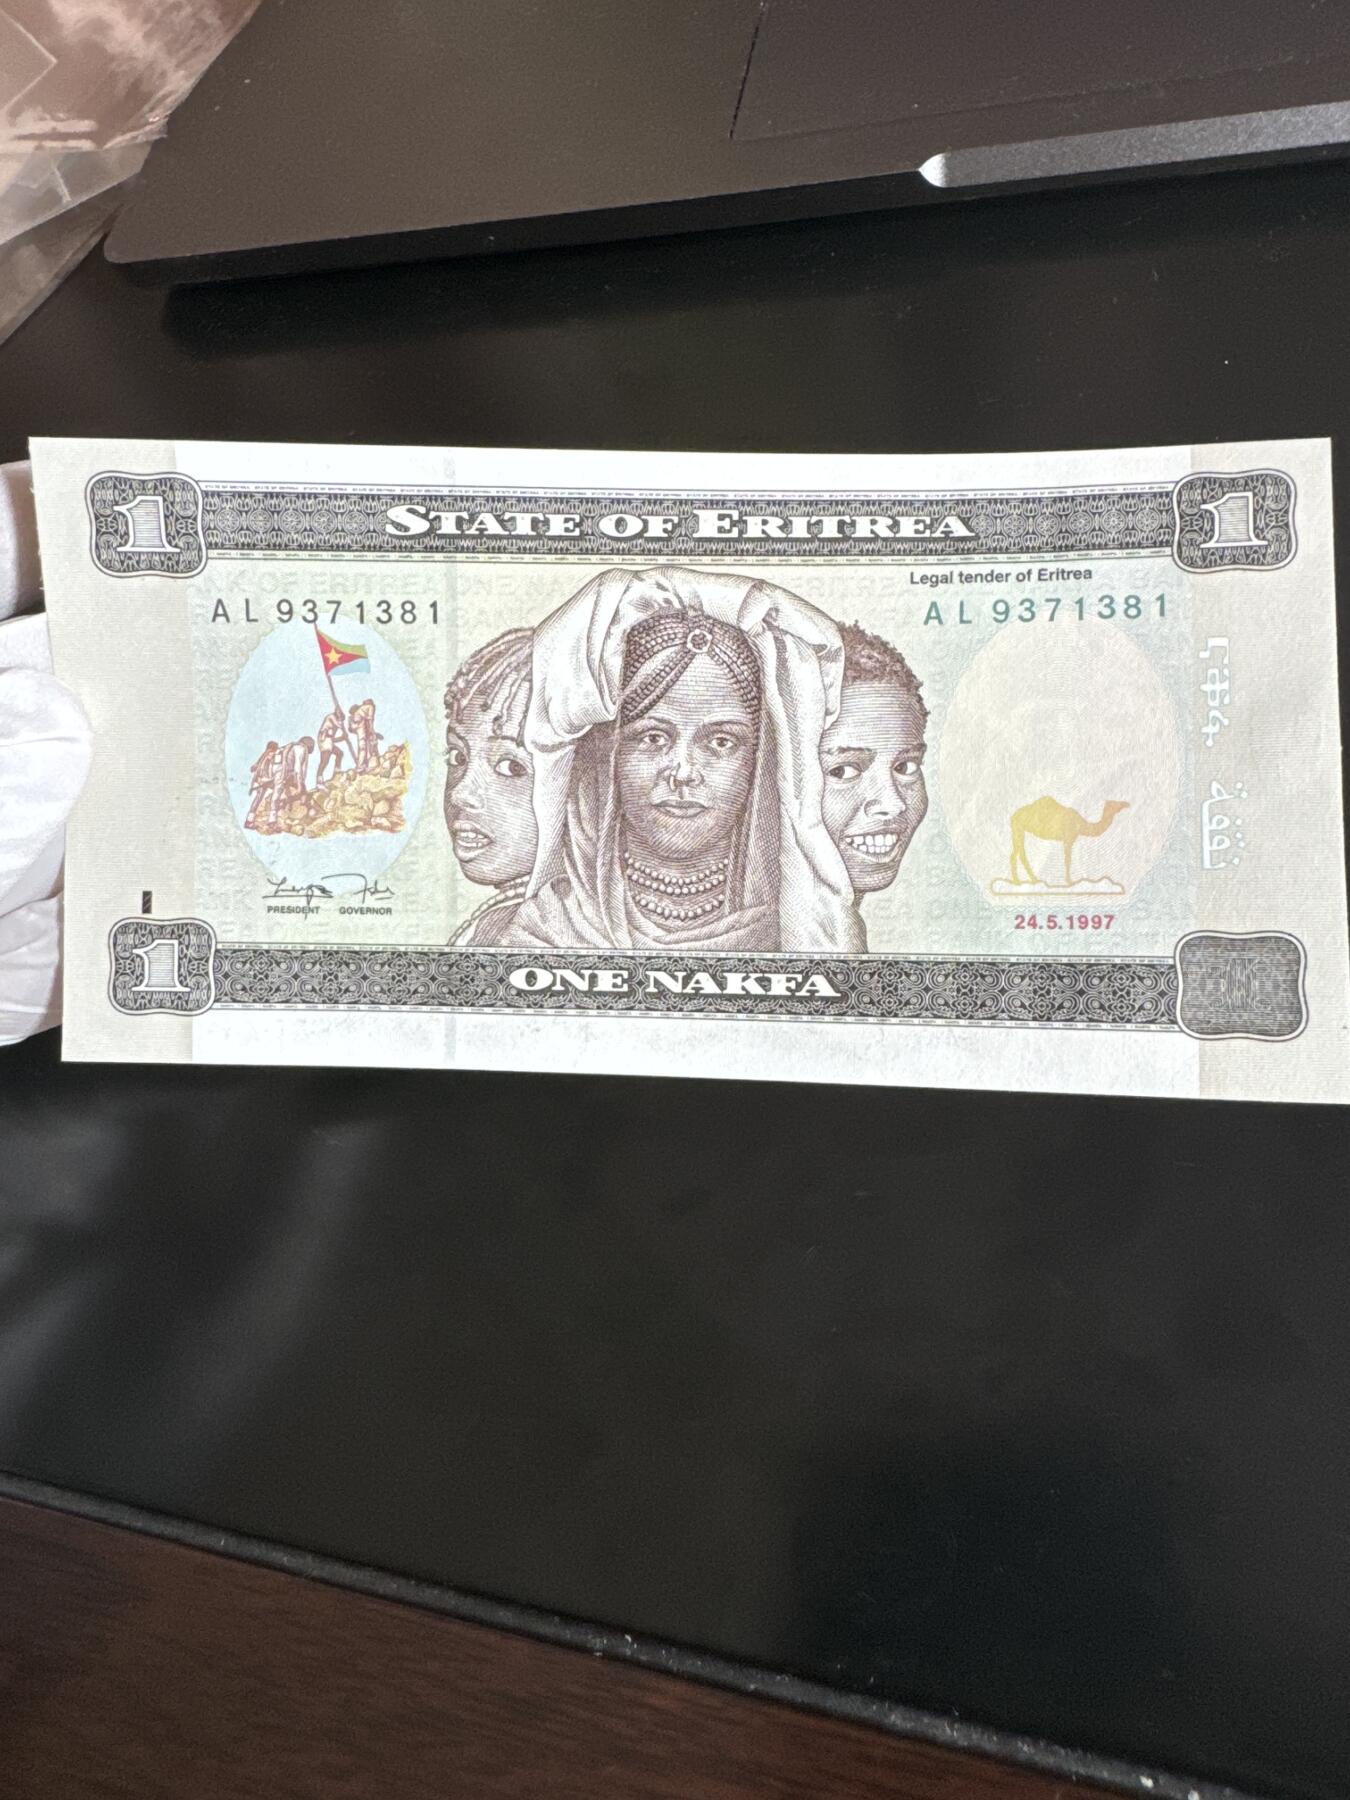 1
STATE OF ERITREA
1
Legal tender of Eritrea
AL 9371381
AL 9371381
ናቕፋ نقفة
PRESIDENT GOVERNOR
24.5.1997
1
ONE NAKFA